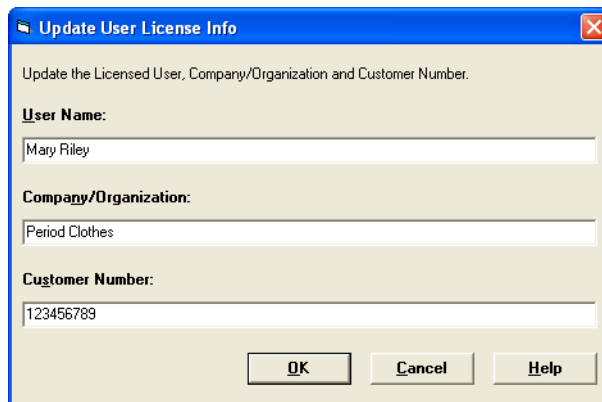 Update User License Info
Update the Licensed User, Company/Organization and Customer Number.
User Name:
Mary Riley
Company/Organization:
Period Clothes
Customer Number:
123456789
OK Cancel Help